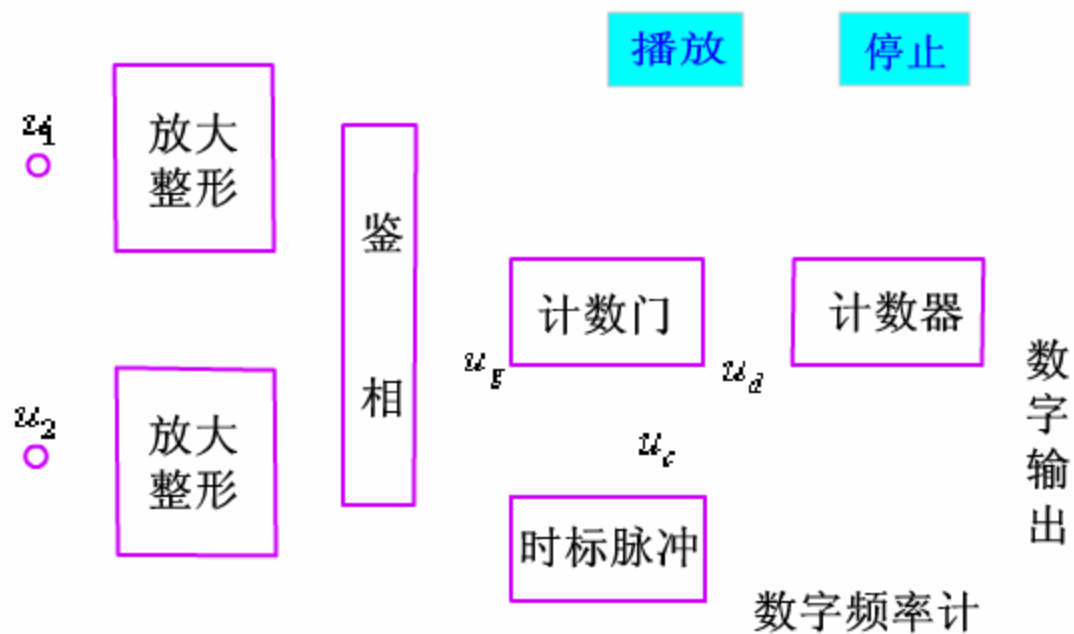 播放
停止
u1
放大
整形
鉴
相
计数门
计数器
ug
ud
u2
放大
整形
uc
时标脉冲
数
字
输
出
数字频率计